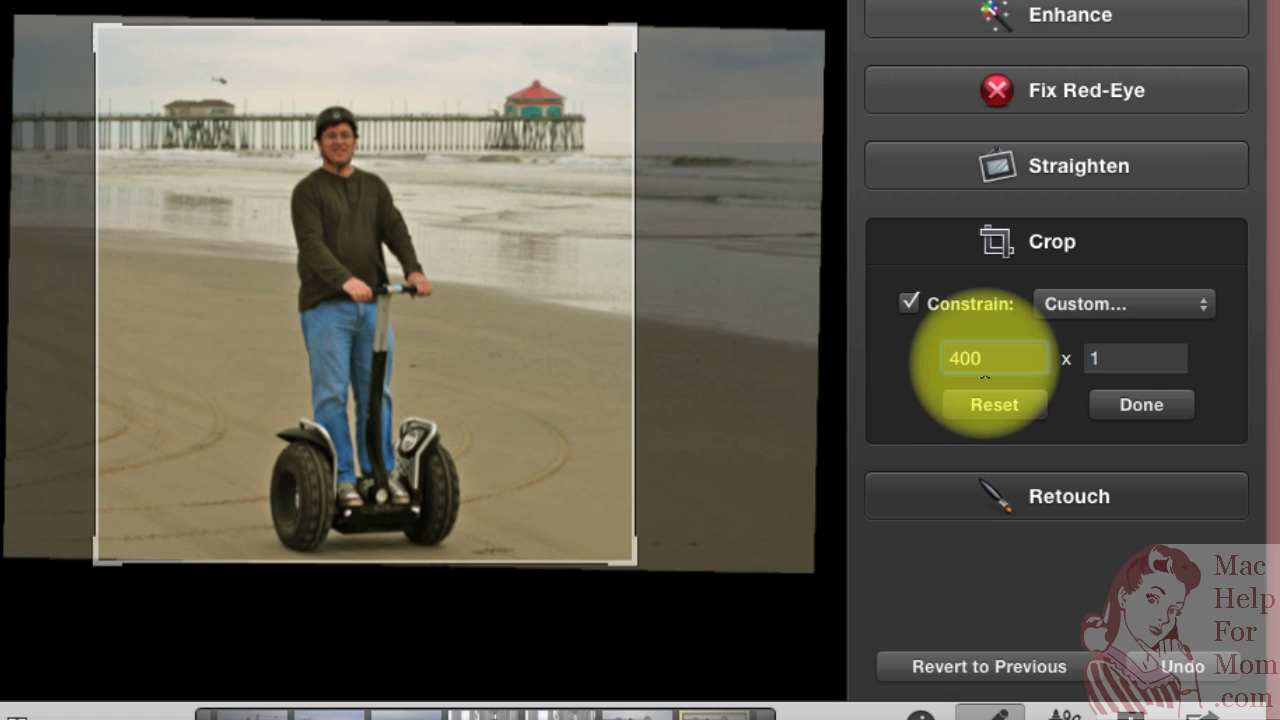 Enhance
Fix Red-Eye
Straighten
Crop
Constrain: Custom...
400 x 1
Reset Done
Retouch
Mac
Help
For
Mom
.com
Revert to Previous Undo